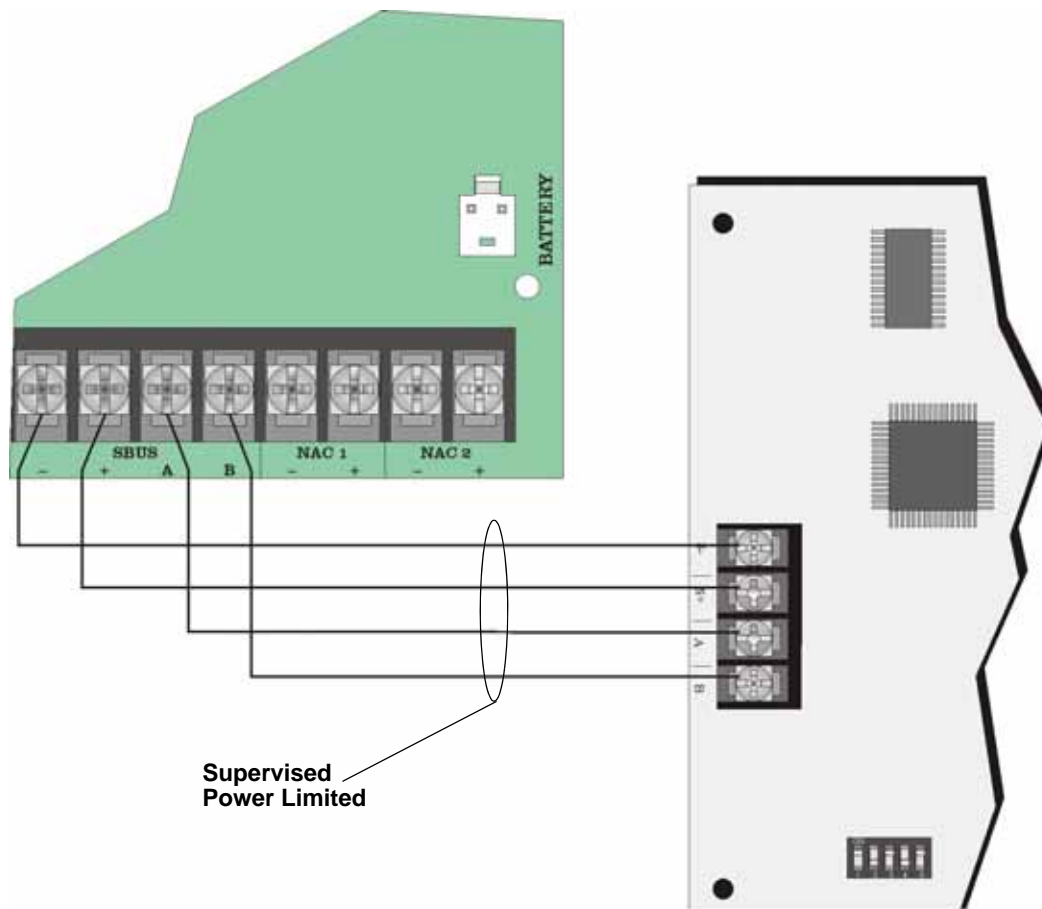 BATTERY
SBUS NAC 1 NAC 2
− + A B − + − +
A
B
Supervised
Power Limited